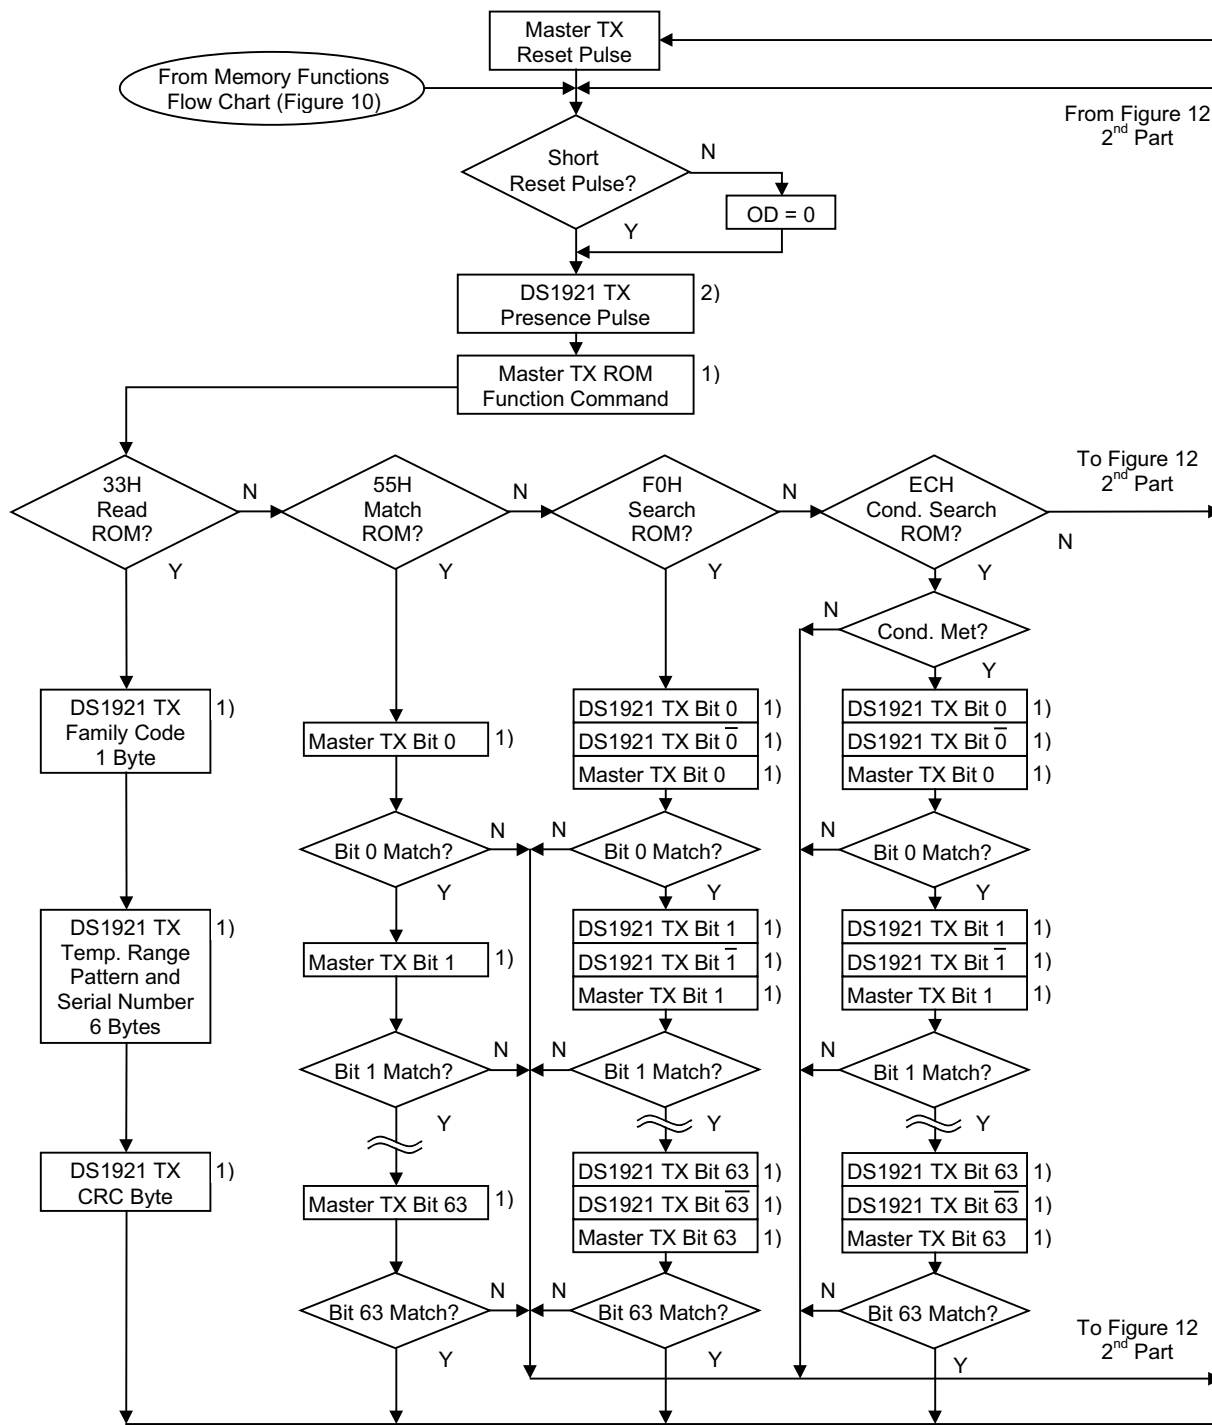 Master TX
Reset Pulse
From Memory Functions
Flow Chart (Figure 10)
From Figure 12
2nd Part
Short
Reset Pulse?
N
OD = 0
Y
DS1921 TX
Presence Pulse
2)
Master TX ROM
Function Command
1)
33H
Read
ROM?
N
Y
55H
Match
ROM?
N
Y
F0H
Search
ROM?
N
Y
ECH
Cond. Search
ROM?
N
Y
To Figure 12
2nd Part
Cond. Met?
N
Y
DS1921 TX
Family Code
1 Byte
1)
DS1921 TX
Temp. Range
Pattern and
Serial Number
6 Bytes
1)
DS1921 TX
CRC Byte
1)
Master TX Bit 0
1)
Bit 0 Match?
N
Y
Master TX Bit 1
1)
Bit 1 Match?
N
Y
Master TX Bit 63
1)
Bit 63 Match?
N
Y
DS1921 TX Bit 0
1)
DS1921 TX Bit 0̅
1)
Master TX Bit 0
1)
N
Bit 0 Match?
Y
DS1921 TX Bit 1
1)
DS1921 TX Bit 1̅
1)
Master TX Bit 1
1)
N
Bit 1 Match?
Y
DS1921 TX Bit 63
1)
DS1921 TX Bit 6̅3̅
1)
Master TX Bit 63
1)
N
Bit 63 Match?
Y
DS1921 TX Bit 0
1)
DS1921 TX Bit 0̅
1)
Master TX Bit 0
1)
N
Bit 0 Match?
Y
DS1921 TX Bit 1
1)
DS1921 TX Bit 1̅
1)
Master TX Bit 1
1)
N
Bit 1 Match?
Y
DS1921 TX Bit 63
1)
DS1921 TX Bit 6̅3̅
1)
Master TX Bit 63
1)
N
Bit 63 Match?
Y
To Figure 12
2nd Part